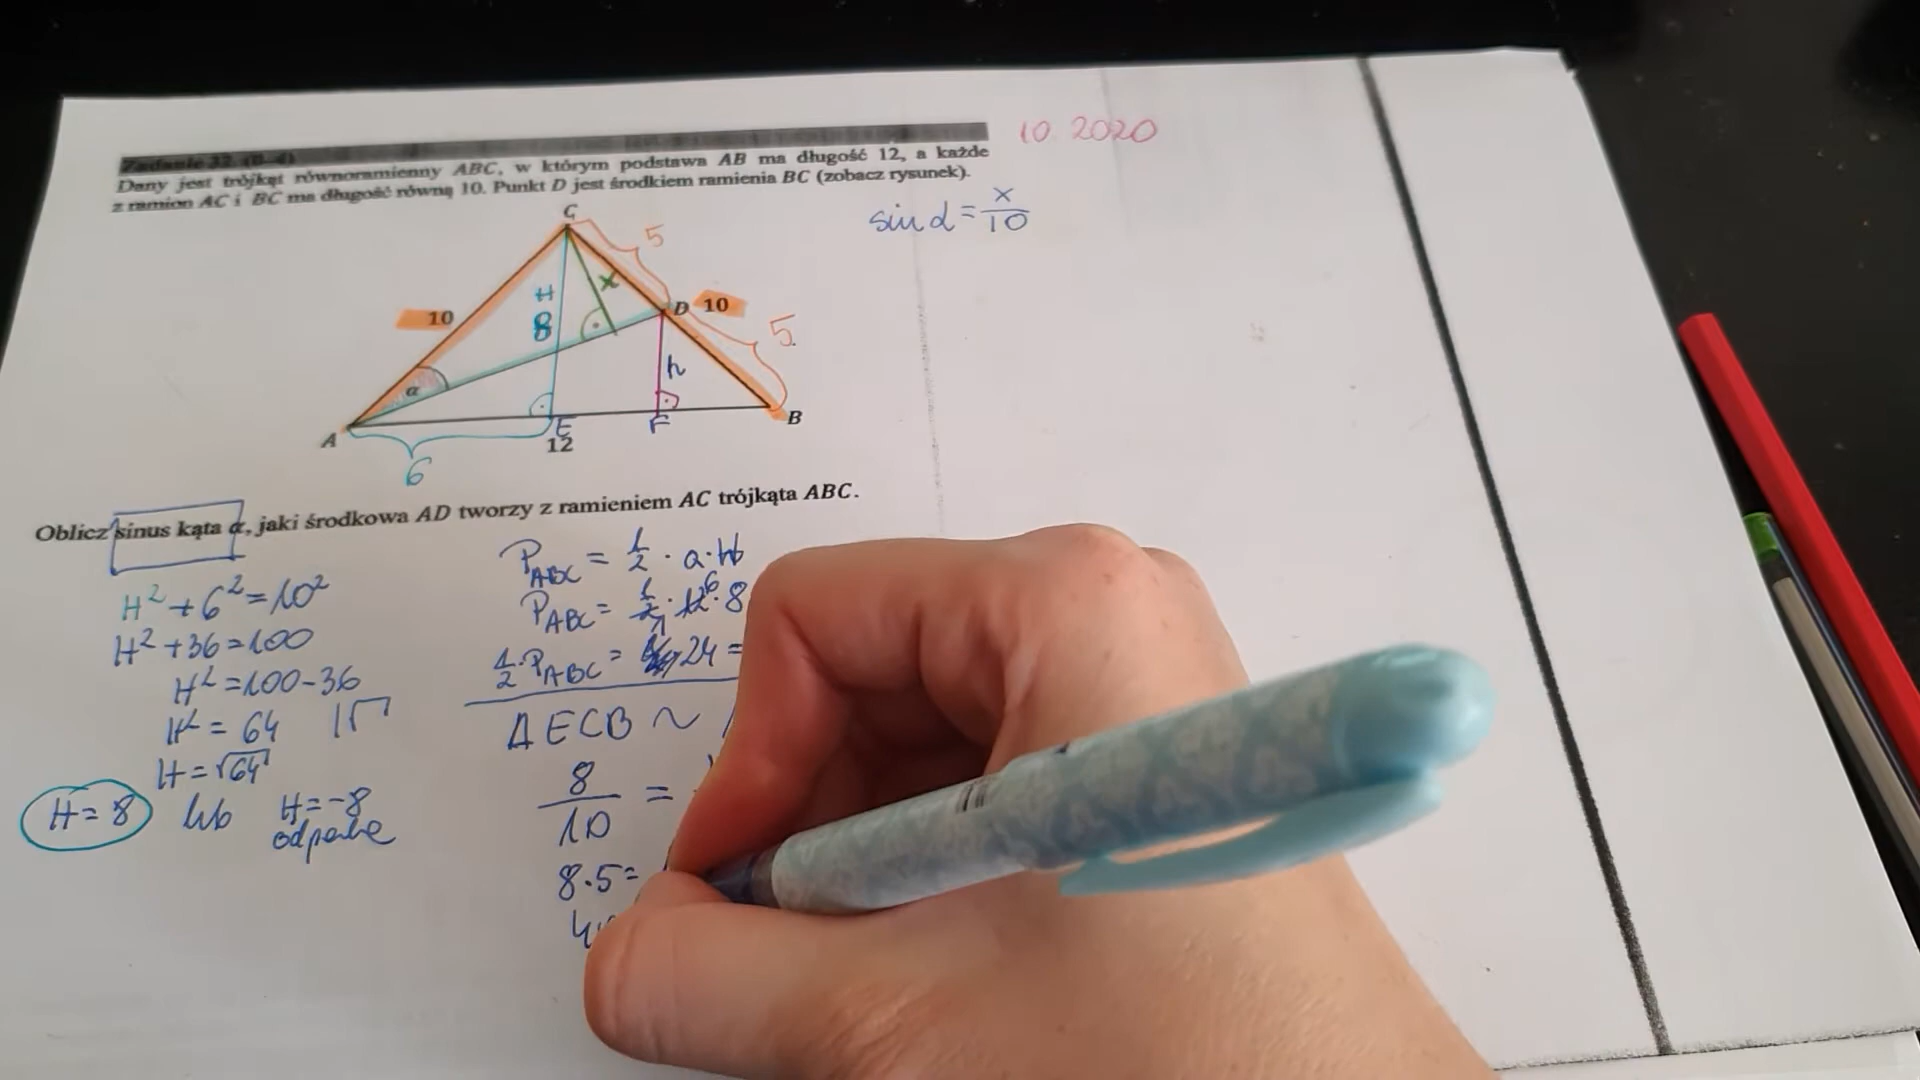 Zadanie 32. (0-4)
10.2020
Dany jest trójkąt równoramienny ABC, w którym podstawa AB ma długość 12, a każde
z ramion AC i BC ma długość równą 10. Punkt D jest środkiem ramienia BC (zobacz rysunek).
sin α = x/10
C
5
x
H
8
10
D
10
5
h
α
A
E
F
B
12
6
Oblicz sinus kąta α, jaki środkowa AD tworzy z ramieniem AC trójkąta ABC.
H² + 6² = 10²
H² + 36 = 100
H² = 100 - 36
H² = 64 |√
H = √64
H = 8 lub H = -8
odpada
P_ABC = 1/2 · a · h
P_ABC = 1/2 · 12 6 · 8
1
1/2 · P_ABC = 24 =
Δ ECB ~
8/10 =
8·5 =